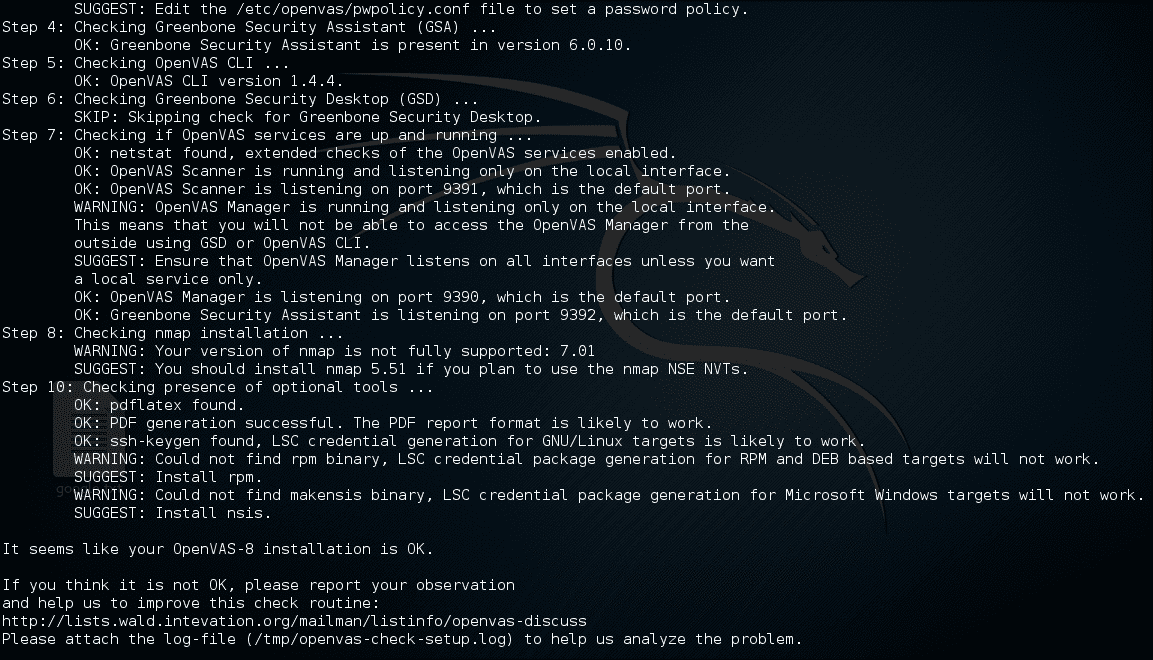 SUGGEST: Edit the /etc/openvas/pwpolicy.conf file to set a password policy.
Step 4: Checking Greenbone Security Assistant (GSA) ...
OK: Greenbone Security Assistant is present in version 6.0.10.
Step 5: Checking OpenVAS CLI ...
OK: OpenVAS CLI version 1.4.4.
Step 6: Checking Greenbone Security Desktop (GSD) ...
SKIP: Skipping check for Greenbone Security Desktop.
Step 7: Checking if OpenVAS services are up and running ...
OK: netstat found, extended checks of the OpenVAS services enabled.
OK: OpenVAS Scanner is running and listening only on the local interface.
OK: OpenVAS Scanner is listening on port 9391, which is the default port.
WARNING: OpenVAS Manager is running and listening only on the local interface.
This means that you will not be able to access the OpenVAS Manager from the
outside using GSD or OpenVAS CLI.
SUGGEST: Ensure that OpenVAS Manager listens on all interfaces unless you want
a local service only.
OK: OpenVAS Manager is listening on port 9390, which is the default port.
OK: Greenbone Security Assistant is listening on port 9392, which is the default port.
Step 8: Checking nmap installation ...
WARNING: Your version of nmap is not fully supported: 7.01
SUGGEST: You should install nmap 5.51 if you plan to use the nmap NSE NVTs.
Step 10: Checking presence of optional tools ...
OK: pdflatex found.
OK: PDF generation successful. The PDF report format is likely to work.
OK: ssh-keygen found, LSC credential generation for GNU/Linux targets is likely to work.
WARNING: Could not find rpm binary, LSC credential package generation for RPM and DEB based targets will not work.
SUGGEST: Install rpm.
WARNING: Could not find makensis binary, LSC credential package generation for Microsoft Windows targets will not work.
SUGGEST: Install nsis.
It seems like your OpenVAS-8 installation is OK.
If you think it is not OK, please report your observation
and help us to improve this check routine:
http://lists.wald.intevation.org/mailman/listinfo/openvas-discuss
Please attach the log-file (/tmp/openvas-check-setup.log) to help us analyze the problem.